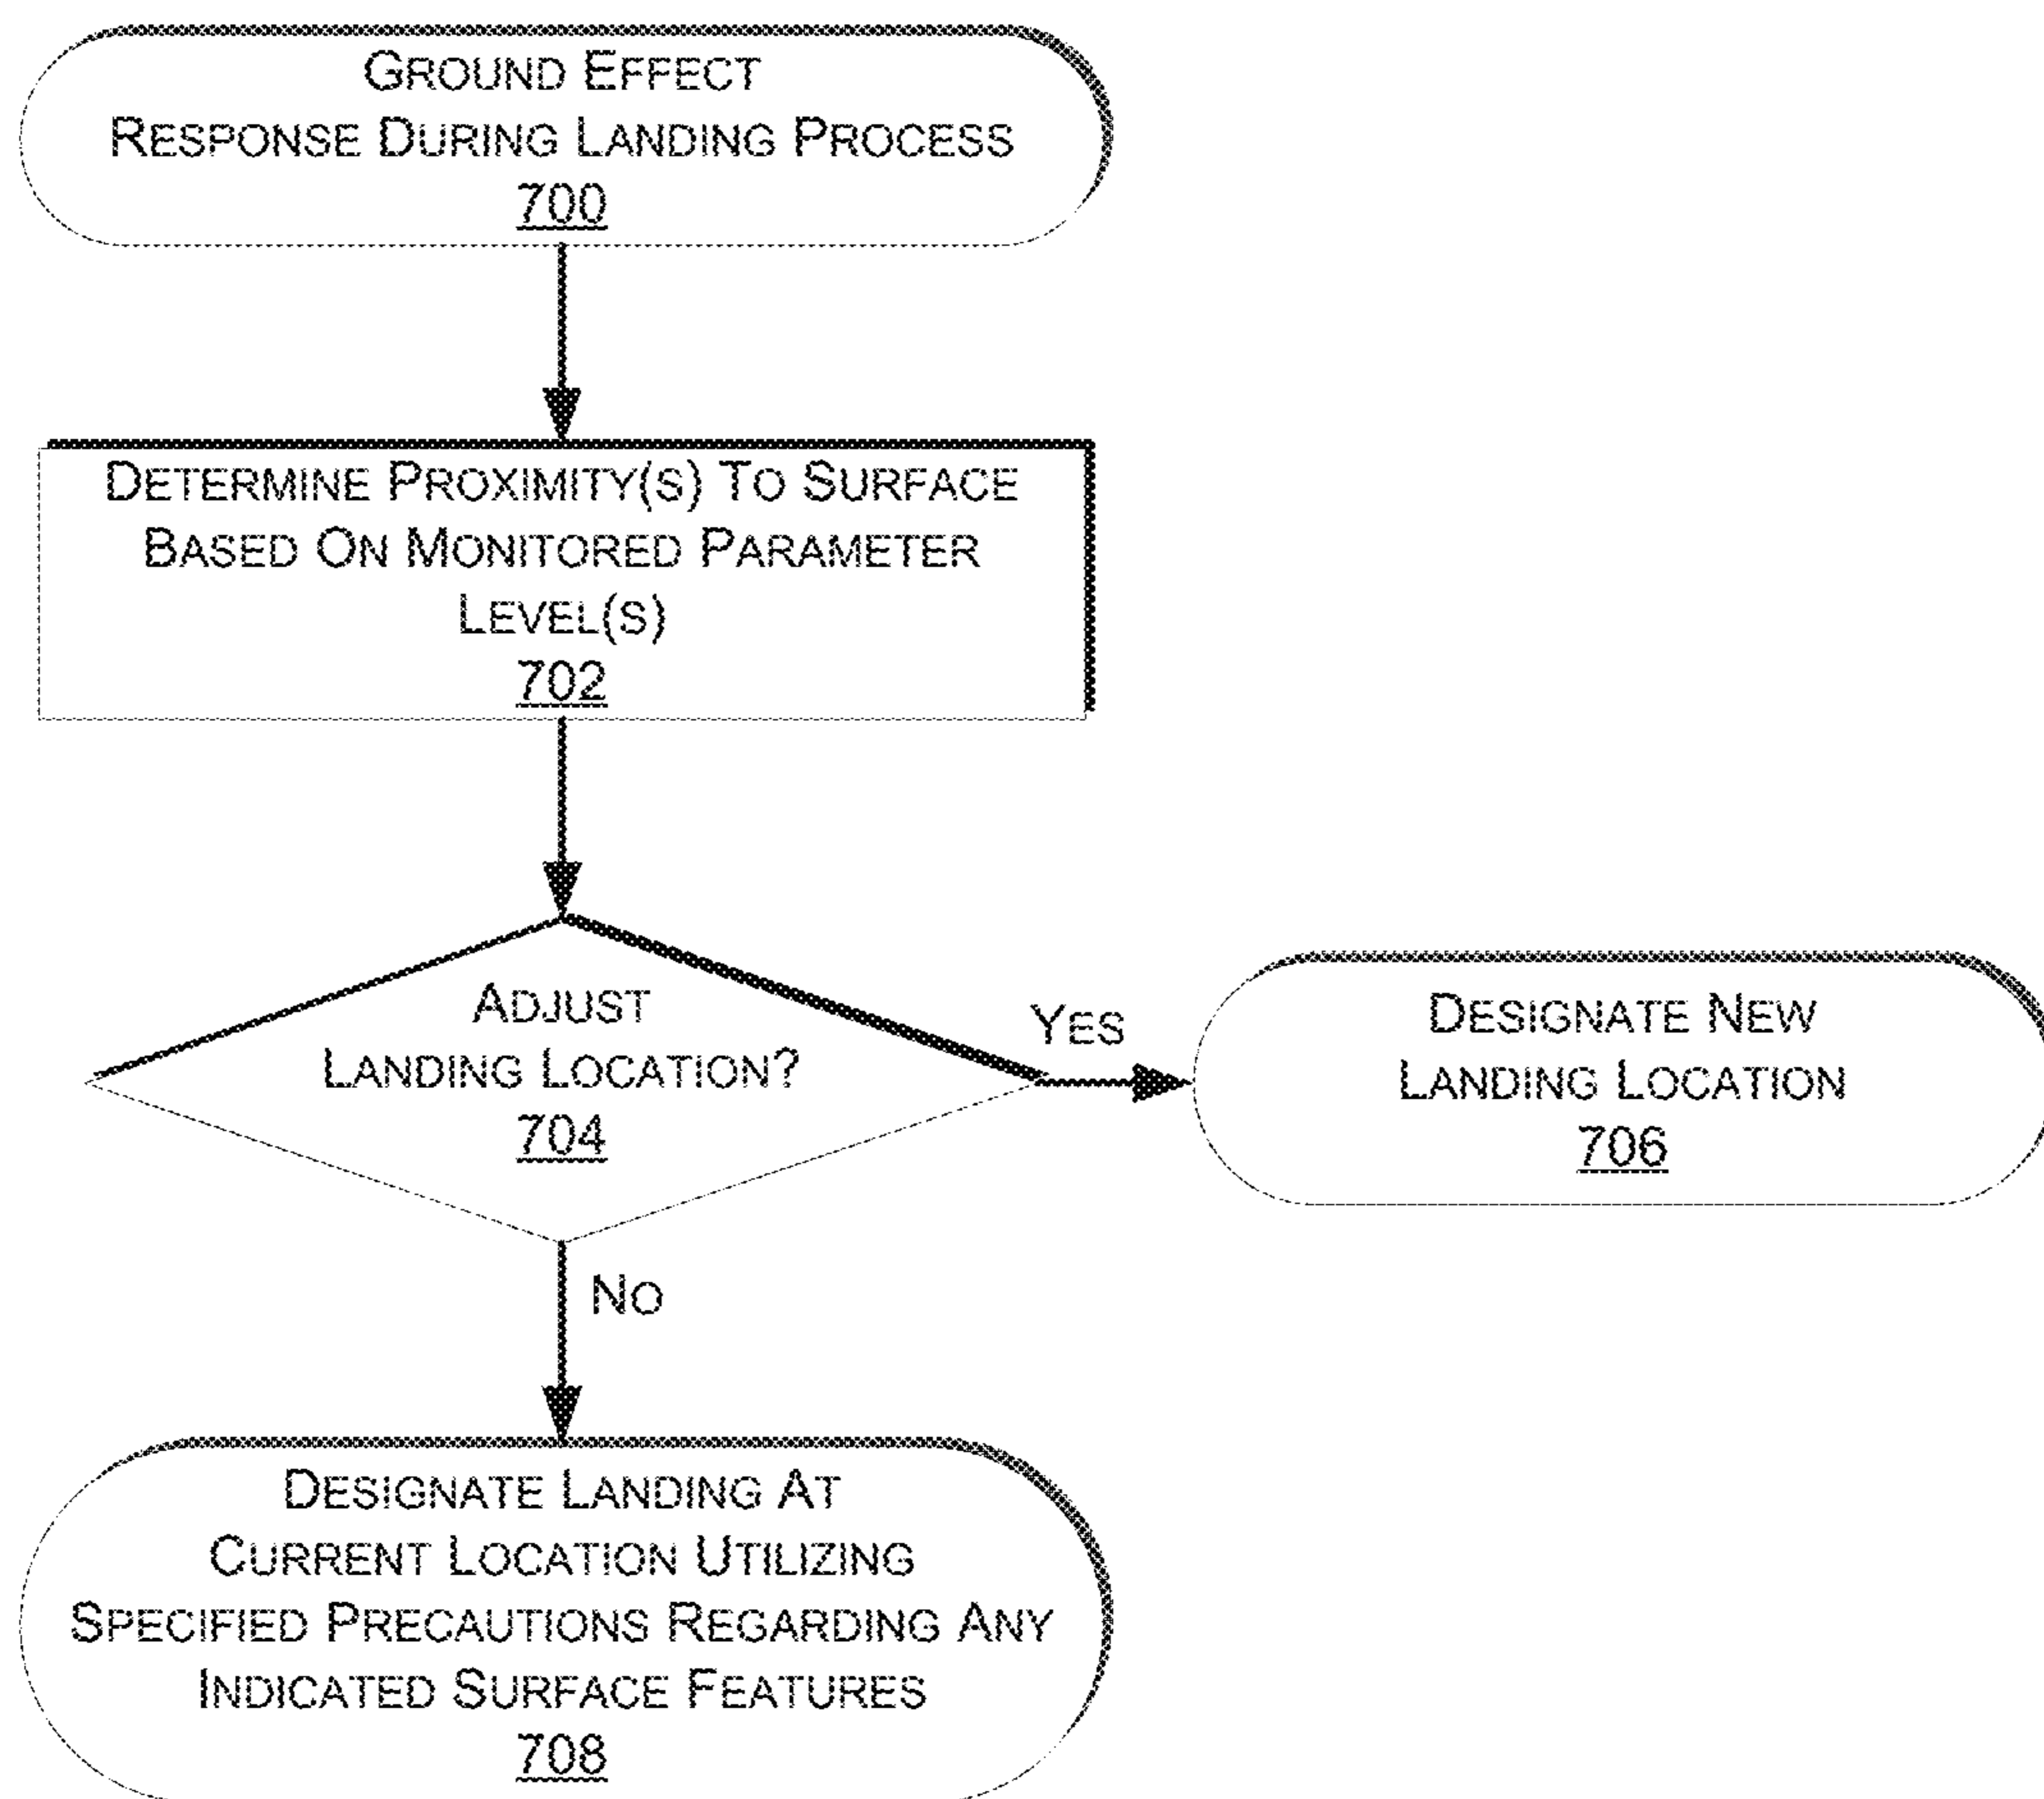 GROUND EFFECT
RESPONSE DURING LANDING PROCESS
700
DETERMINE PROXIMITY(S) TO SURFACE
BASED ON MONITORED PARAMETER
LEVEL(S)
702
ADJUST
LANDING LOCATION?
704
YES
DESIGNATE NEW
LANDING LOCATION
706
NO
DESIGNATE LANDING AT
CURRENT LOCATION UTILIZING
SPECIFIED PRECAUTIONS REGARDING ANY
INDICATED SURFACE FEATURES
708